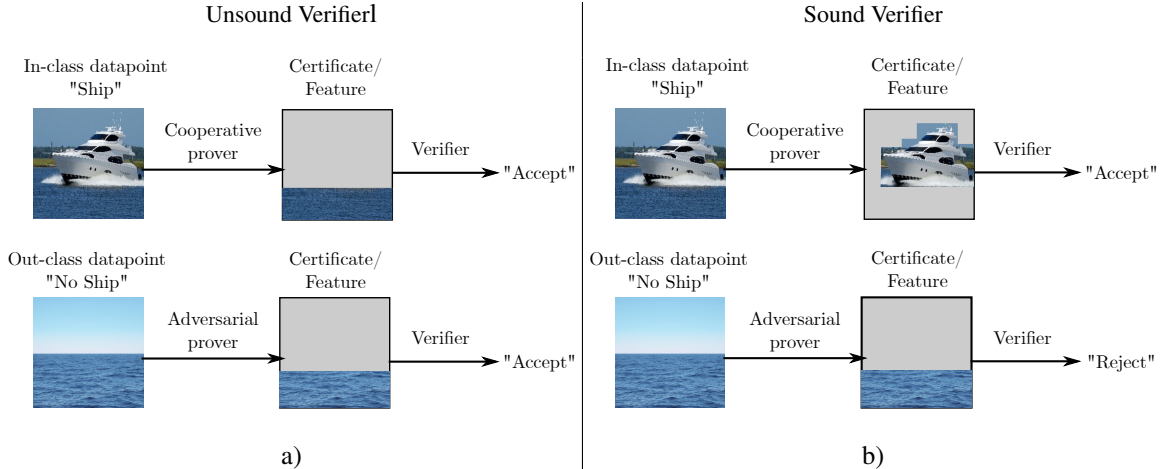 Unsound Verifierl
In-class datapoint
"Ship"
Certificate/
Feature
Cooperative
prover
Verifier
"Accept"
Out-class datapoint
"No Ship"
Certificate/
Feature
Adversarial
prover
Verifier
"Accept"
a)
Sound Verifier
In-class datapoint
"Ship"
Certificate/
Feature
Cooperative
prover
Verifier
"Accept"
Out-class datapoint
"No Ship"
Certificate/
Feature
Adversarial
prover
Verifier
"Reject"
b)